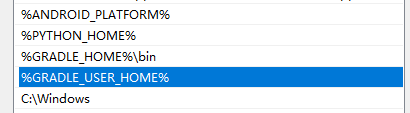 %ANDROID_PLATFORM%
%PYTHON_HOME%
%GRADLE_HOME%\bin
%GRADLE_USER_HOME%
C:\Windows